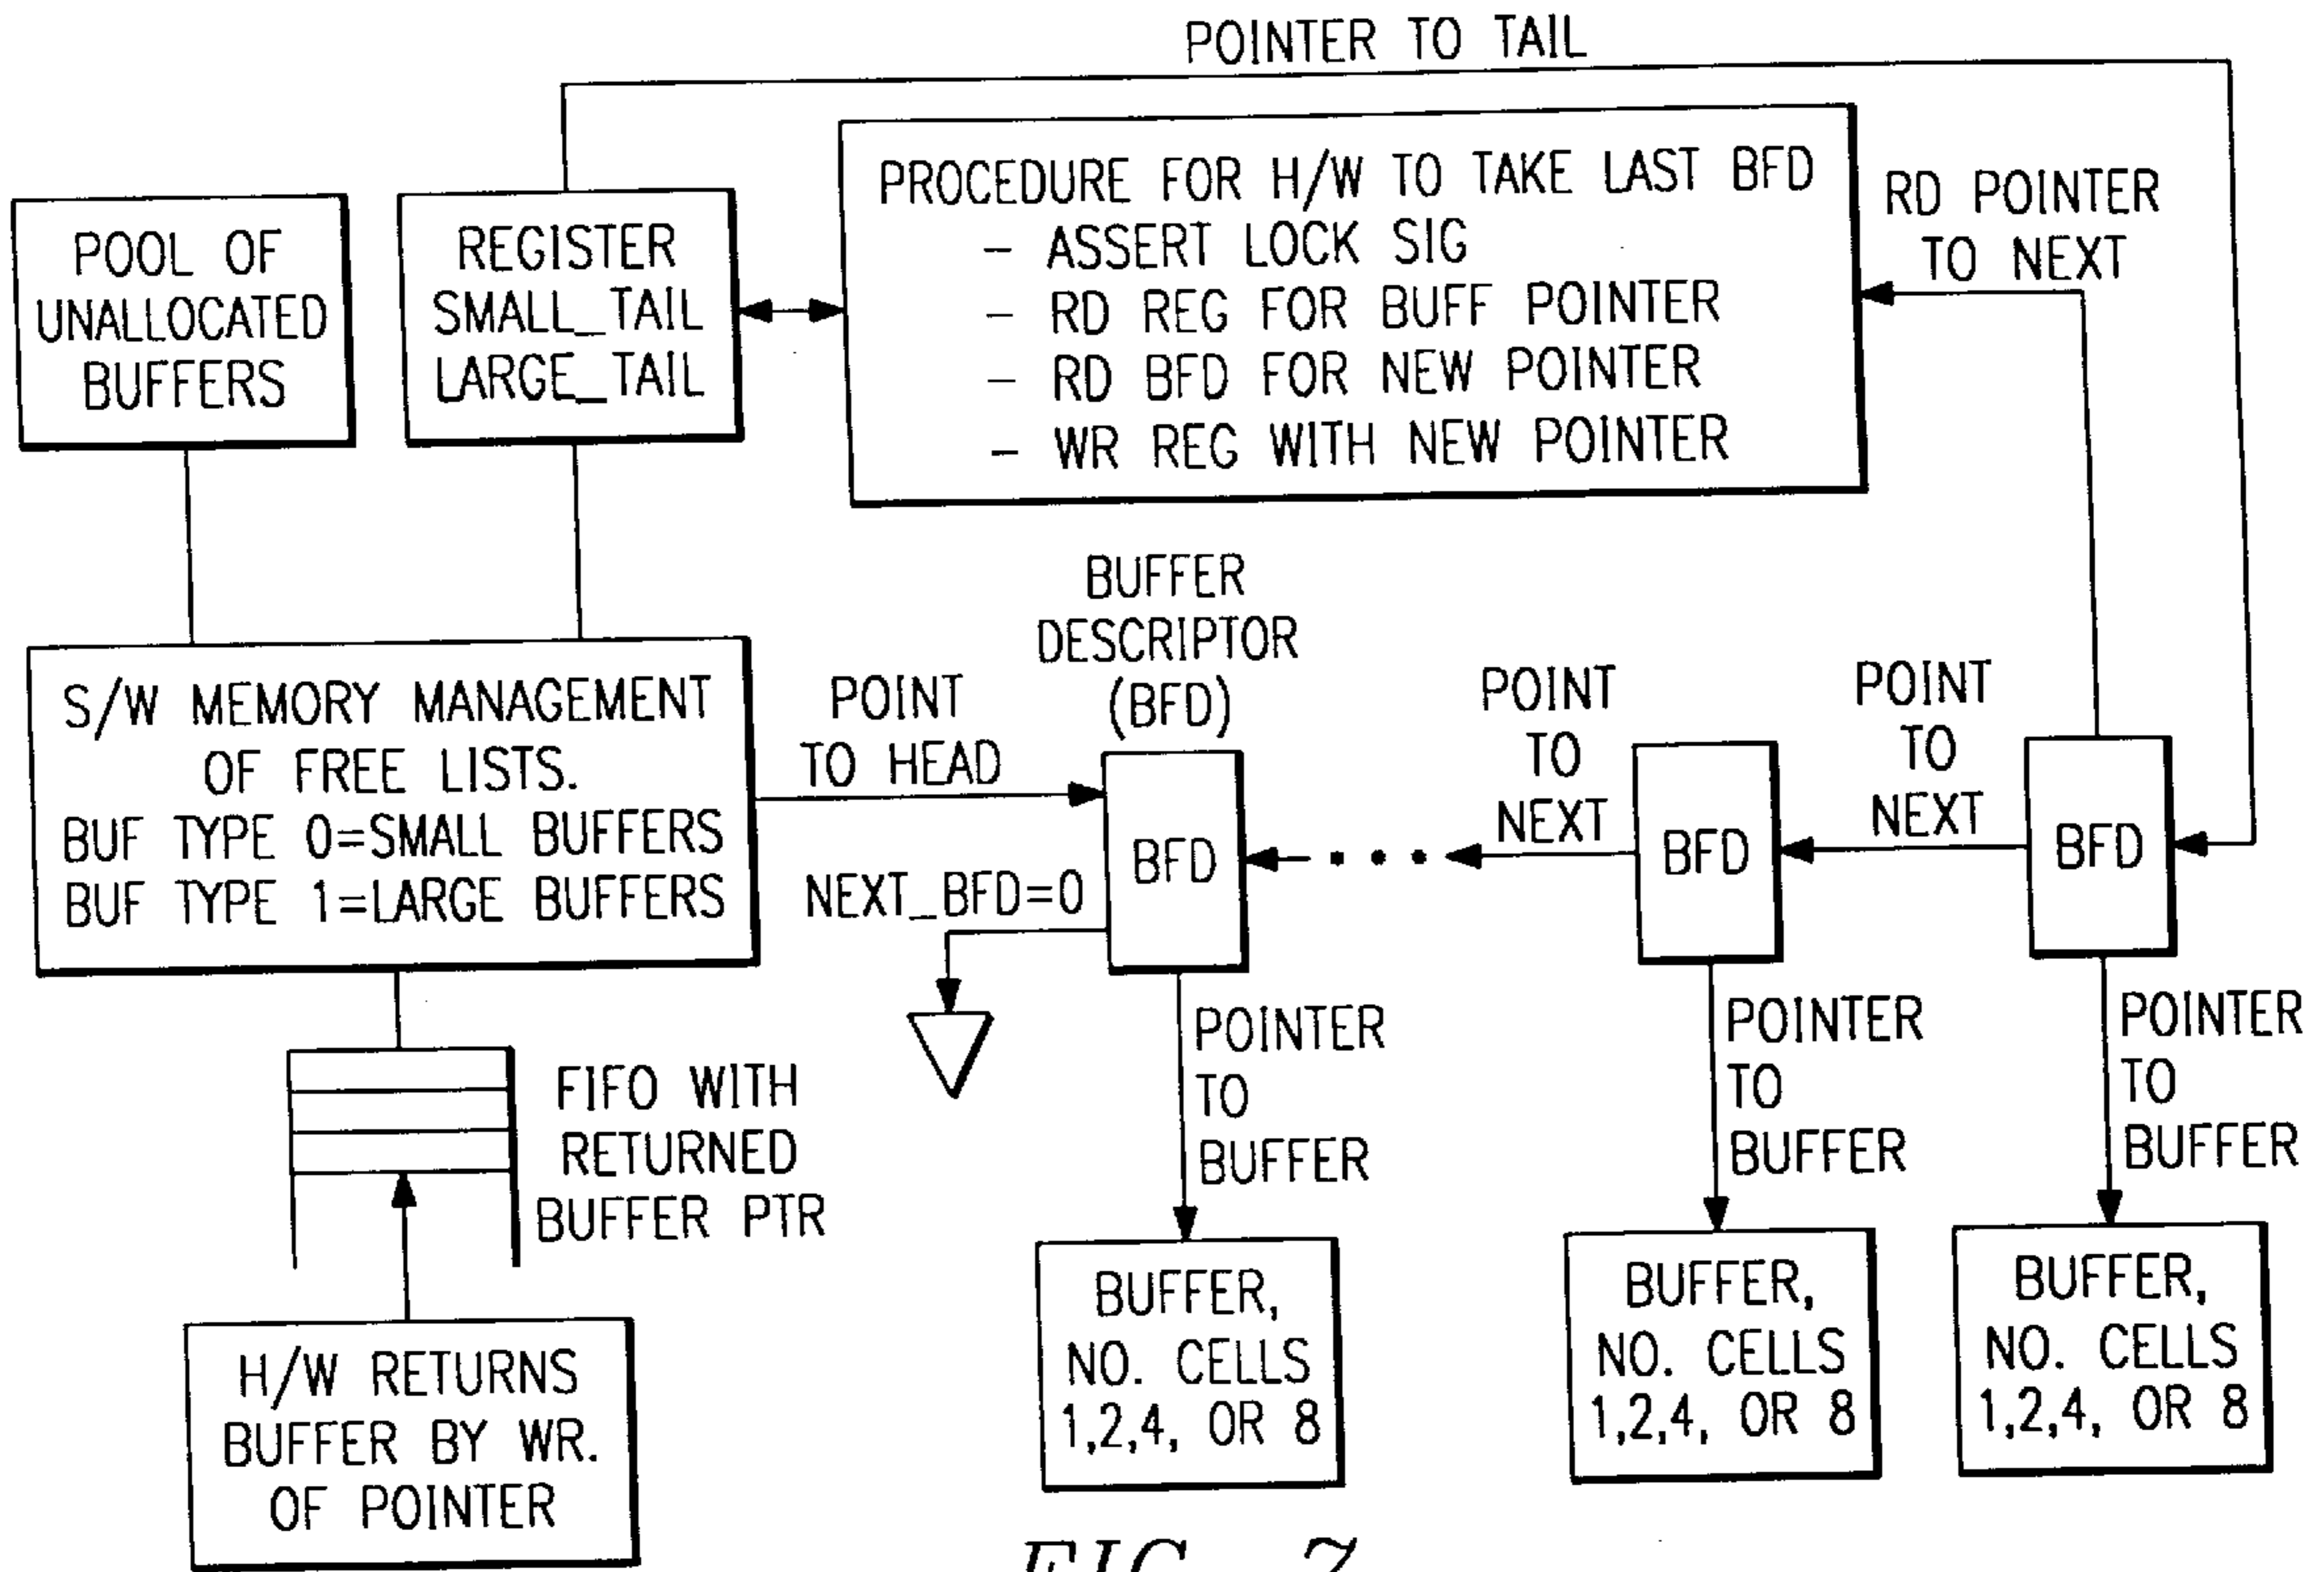 POINTER TO TAIL
POOL OF
UNALLOCATED
BUFFERS
REGISTER
SMALL_TAIL
LARGE_TAIL
PROCEDURE FOR H/W TO TAKE LAST BFD
- ASSERT LOCK SIG
- RD REG FOR BUFF POINTER
- RD BFD FOR NEW POINTER
- WR REG WITH NEW POINTER
RD POINTER
TO NEXT
S/W MEMORY MANAGEMENT
OF FREE LISTS.
BUF TYPE 0=SMALL BUFFERS
BUF TYPE 1=LARGE BUFFERS
POINT
TO HEAD
BUFFER
DESCRIPTOR
(BFD)
NEXT_BFD=0
BFD
POINT
TO
NEXT
BFD
POINT
TO
NEXT
BFD
FIFO WITH
RETURNED
BUFFER PTR
POINTER
TO
BUFFER
POINTER
TO
BUFFER
POINTER
TO
BUFFER
H/W RETURNS
BUFFER BY WR.
OF POINTER
BUFFER,
NO. CELLS
1,2,4, OR 8
BUFFER,
NO. CELLS
1,2,4, OR 8
BUFFER,
NO. CELLS
1,2,4, OR 8
FIG. 7